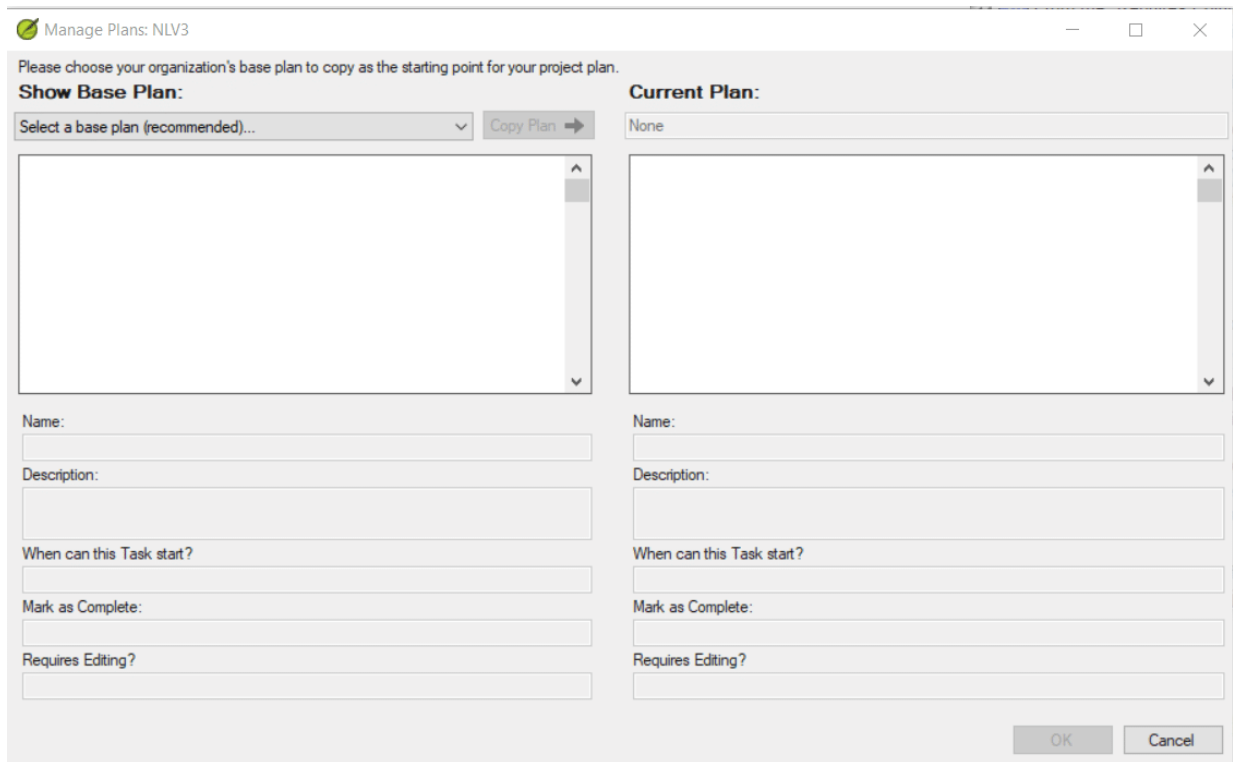 Manage Plans: NLV3
Please choose your organization's base plan to copy as the starting point for your project plan.
Show Base Plan:
Select a base plan (recommended)...
Copy Plan
Current Plan:
None
Name:
Description:
When can this Task start?
Mark as Complete:
Requires Editing?
Name:
Description:
When can this Task start?
Mark as Complete:
Requires Editing?
OK
Cancel